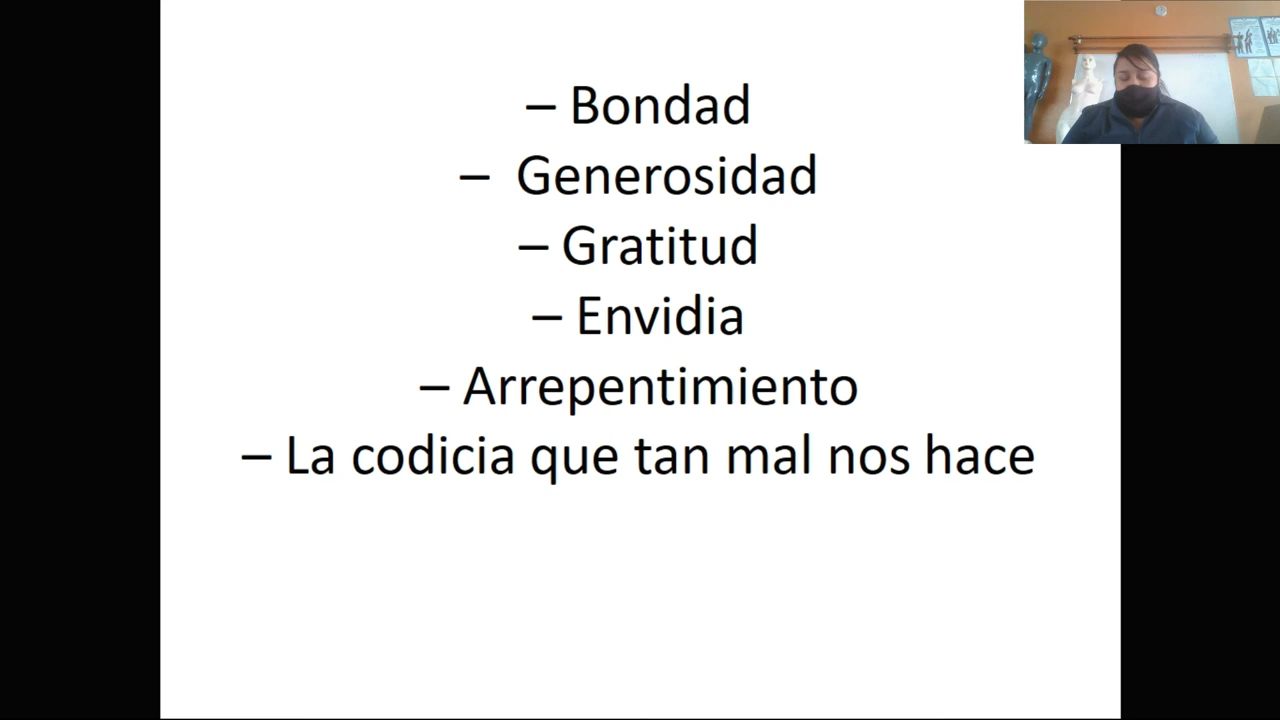 – Bondad
– Generosidad
– Gratitud
– Envidia
– Arrepentimiento
– La codicia que tan mal nos hace